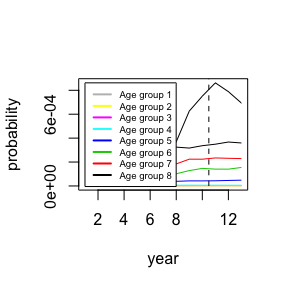 probability
6e-04
0e+00
Age group 1
Age group 2
Age group 3
Age group 4
Age group 5
Age group 6
Age group 7
Age group 8
2 4 6 8 12
year